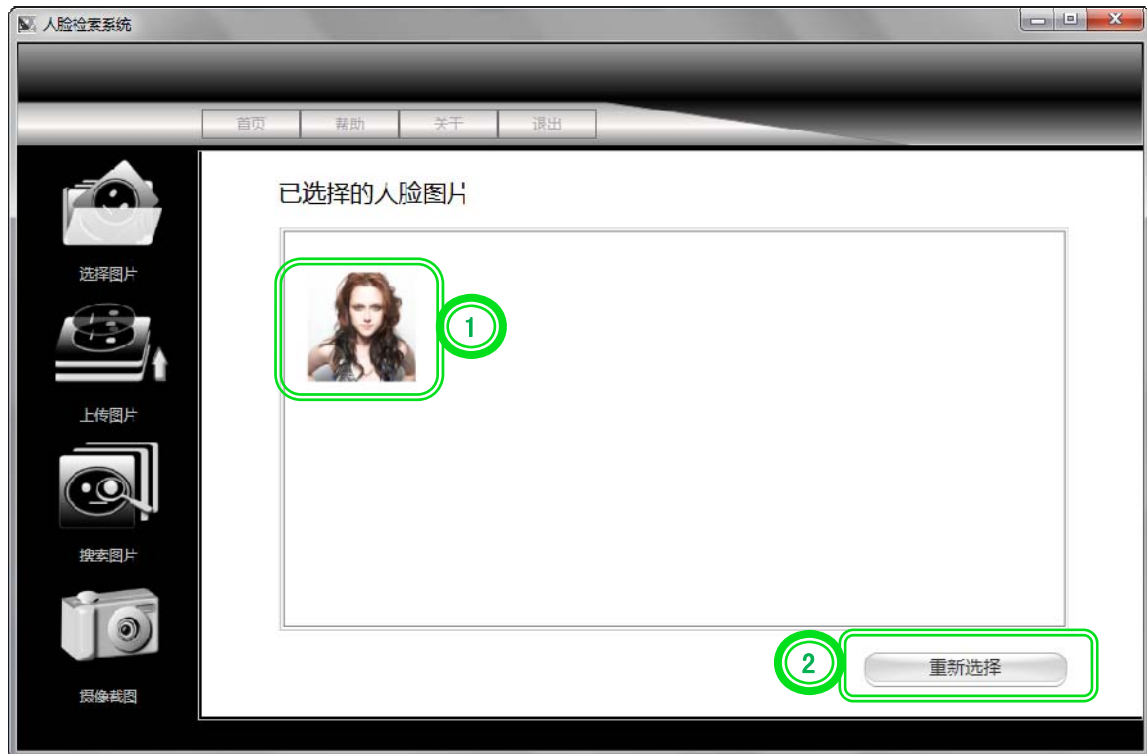 人脸检索系统
首页 帮助 关于 退出
已选择的人脸图片
选择图片
1
上传图片
搜索图片
2 重新选择
摄像截图